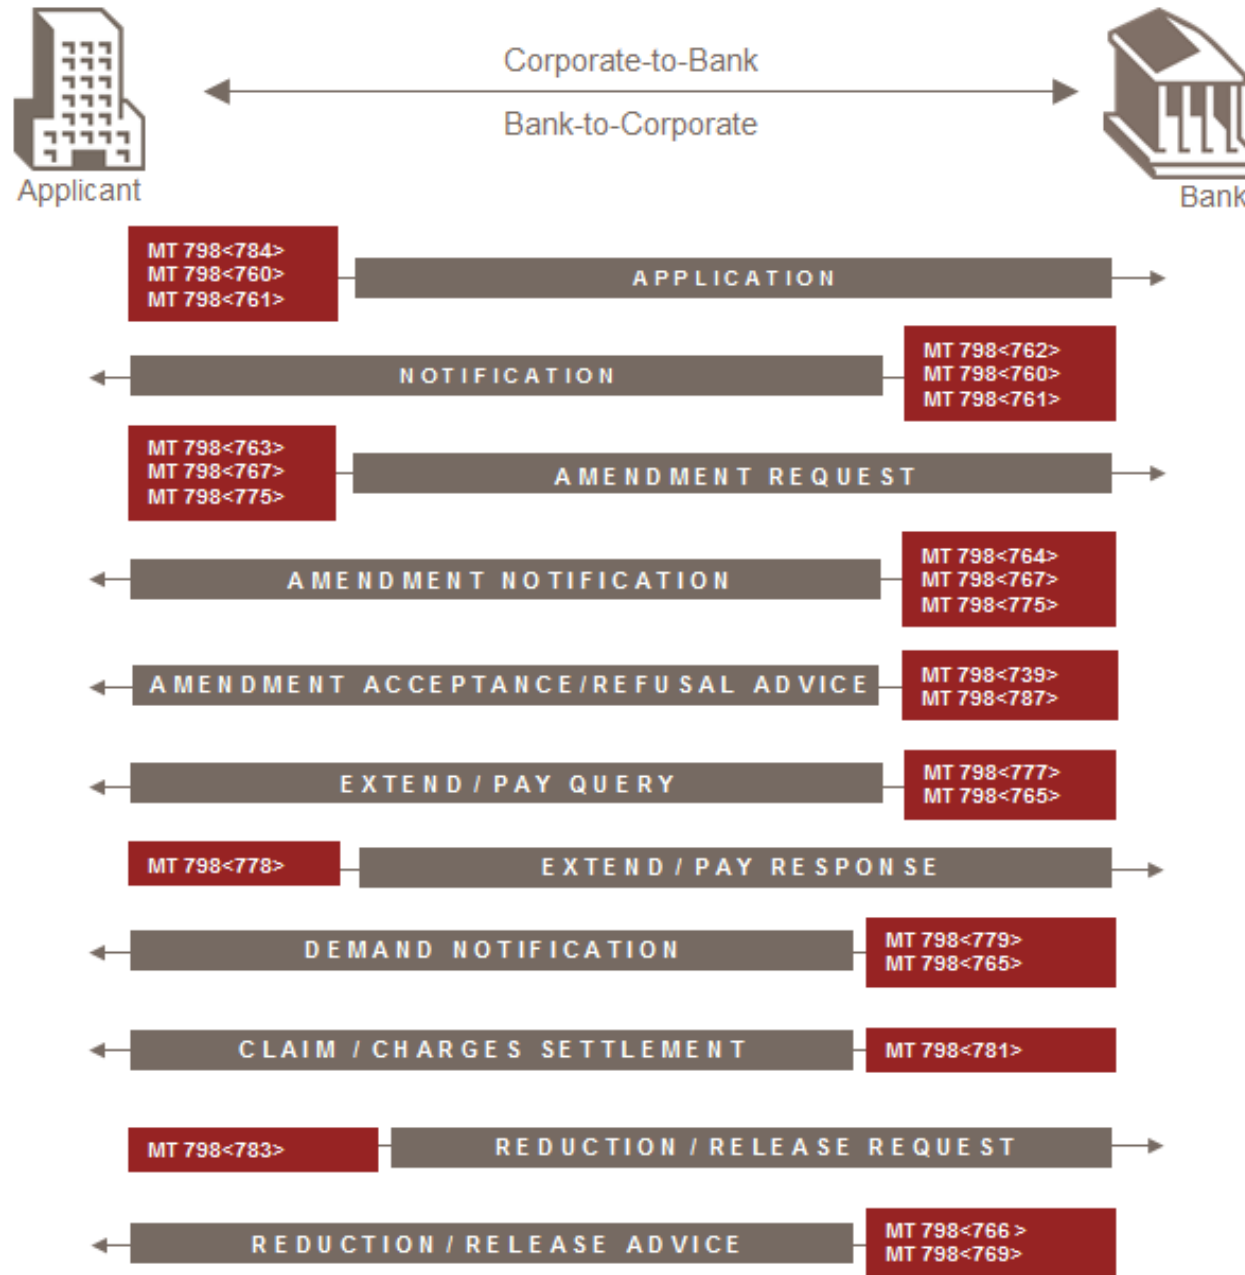 Corporate-to-Bank
Bank-to-Corporate
Applicant
Bank
MT 798<784>
MT 798<760>
MT 798<761>
APPLICATION
NOTIFICATION
MT 798<762>
MT 798<760>
MT 798<761>
MT 798<763>
MT 798<767>
MT 798<775>
AMENDMENT REQUEST
AMENDMENT NOTIFICATION
MT 798<764>
MT 798<767>
MT 798<775>
AMENDMENT ACCEPTANCE/REFUSAL ADVICE
MT 798<739>
MT 798<787>
EXTEND / PAY QUERY
MT 798<777>
MT 798<765>
MT 798<778>
EXTEND / PAY RESPONSE
DEMAND NOTIFICATION
MT 798<779>
MT 798<765>
CLAIM / CHARGES SETTLEMENT
MT 798<781>
MT 798<783>
REDUCTION / RELEASE REQUEST
REDUCTION / RELEASE ADVICE
MT 798<766 >
MT 798<769>